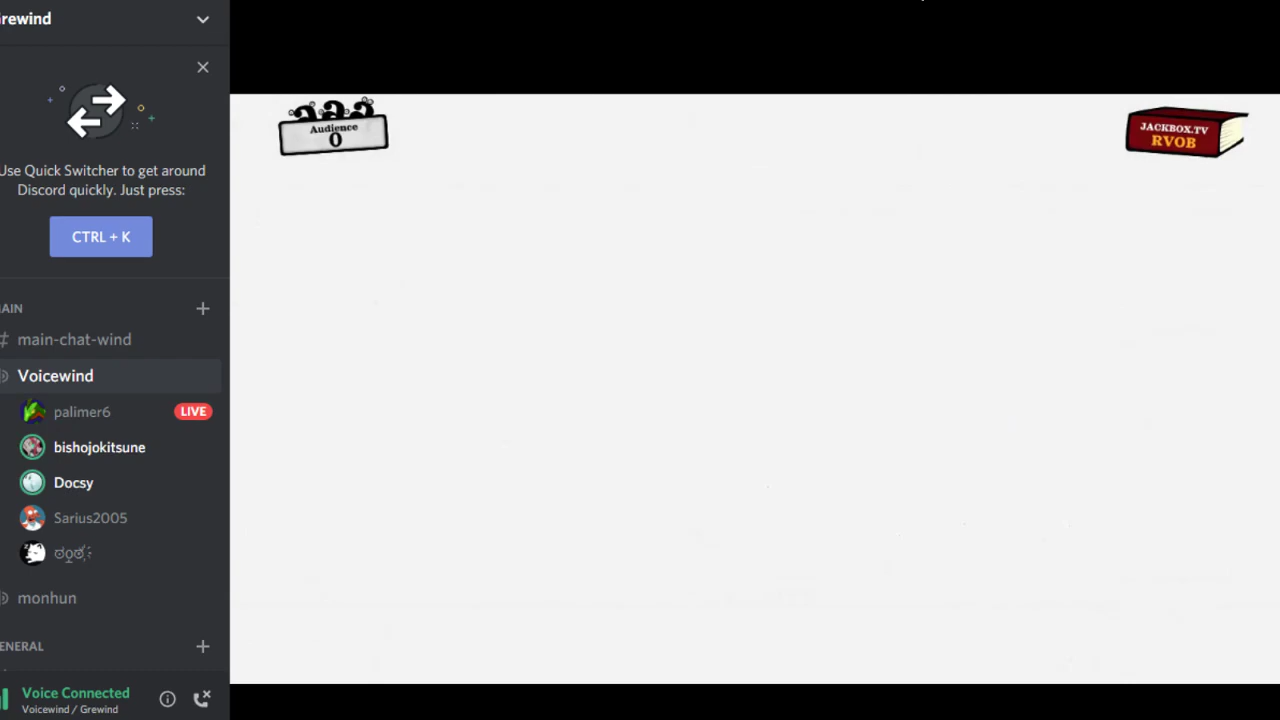 rewind
Use Quick Switcher to get around
Discord quickly. Just press:
CTRL + K
AIN
main-chat-wind
Voicewind
palimer6 LIVE
bishojokitsune
Docsy
Sarius2005
monhun
ENERAL
Voice Connected
Voicewind / Grewind
Audience
0
JACKBOX.TV
RVOB